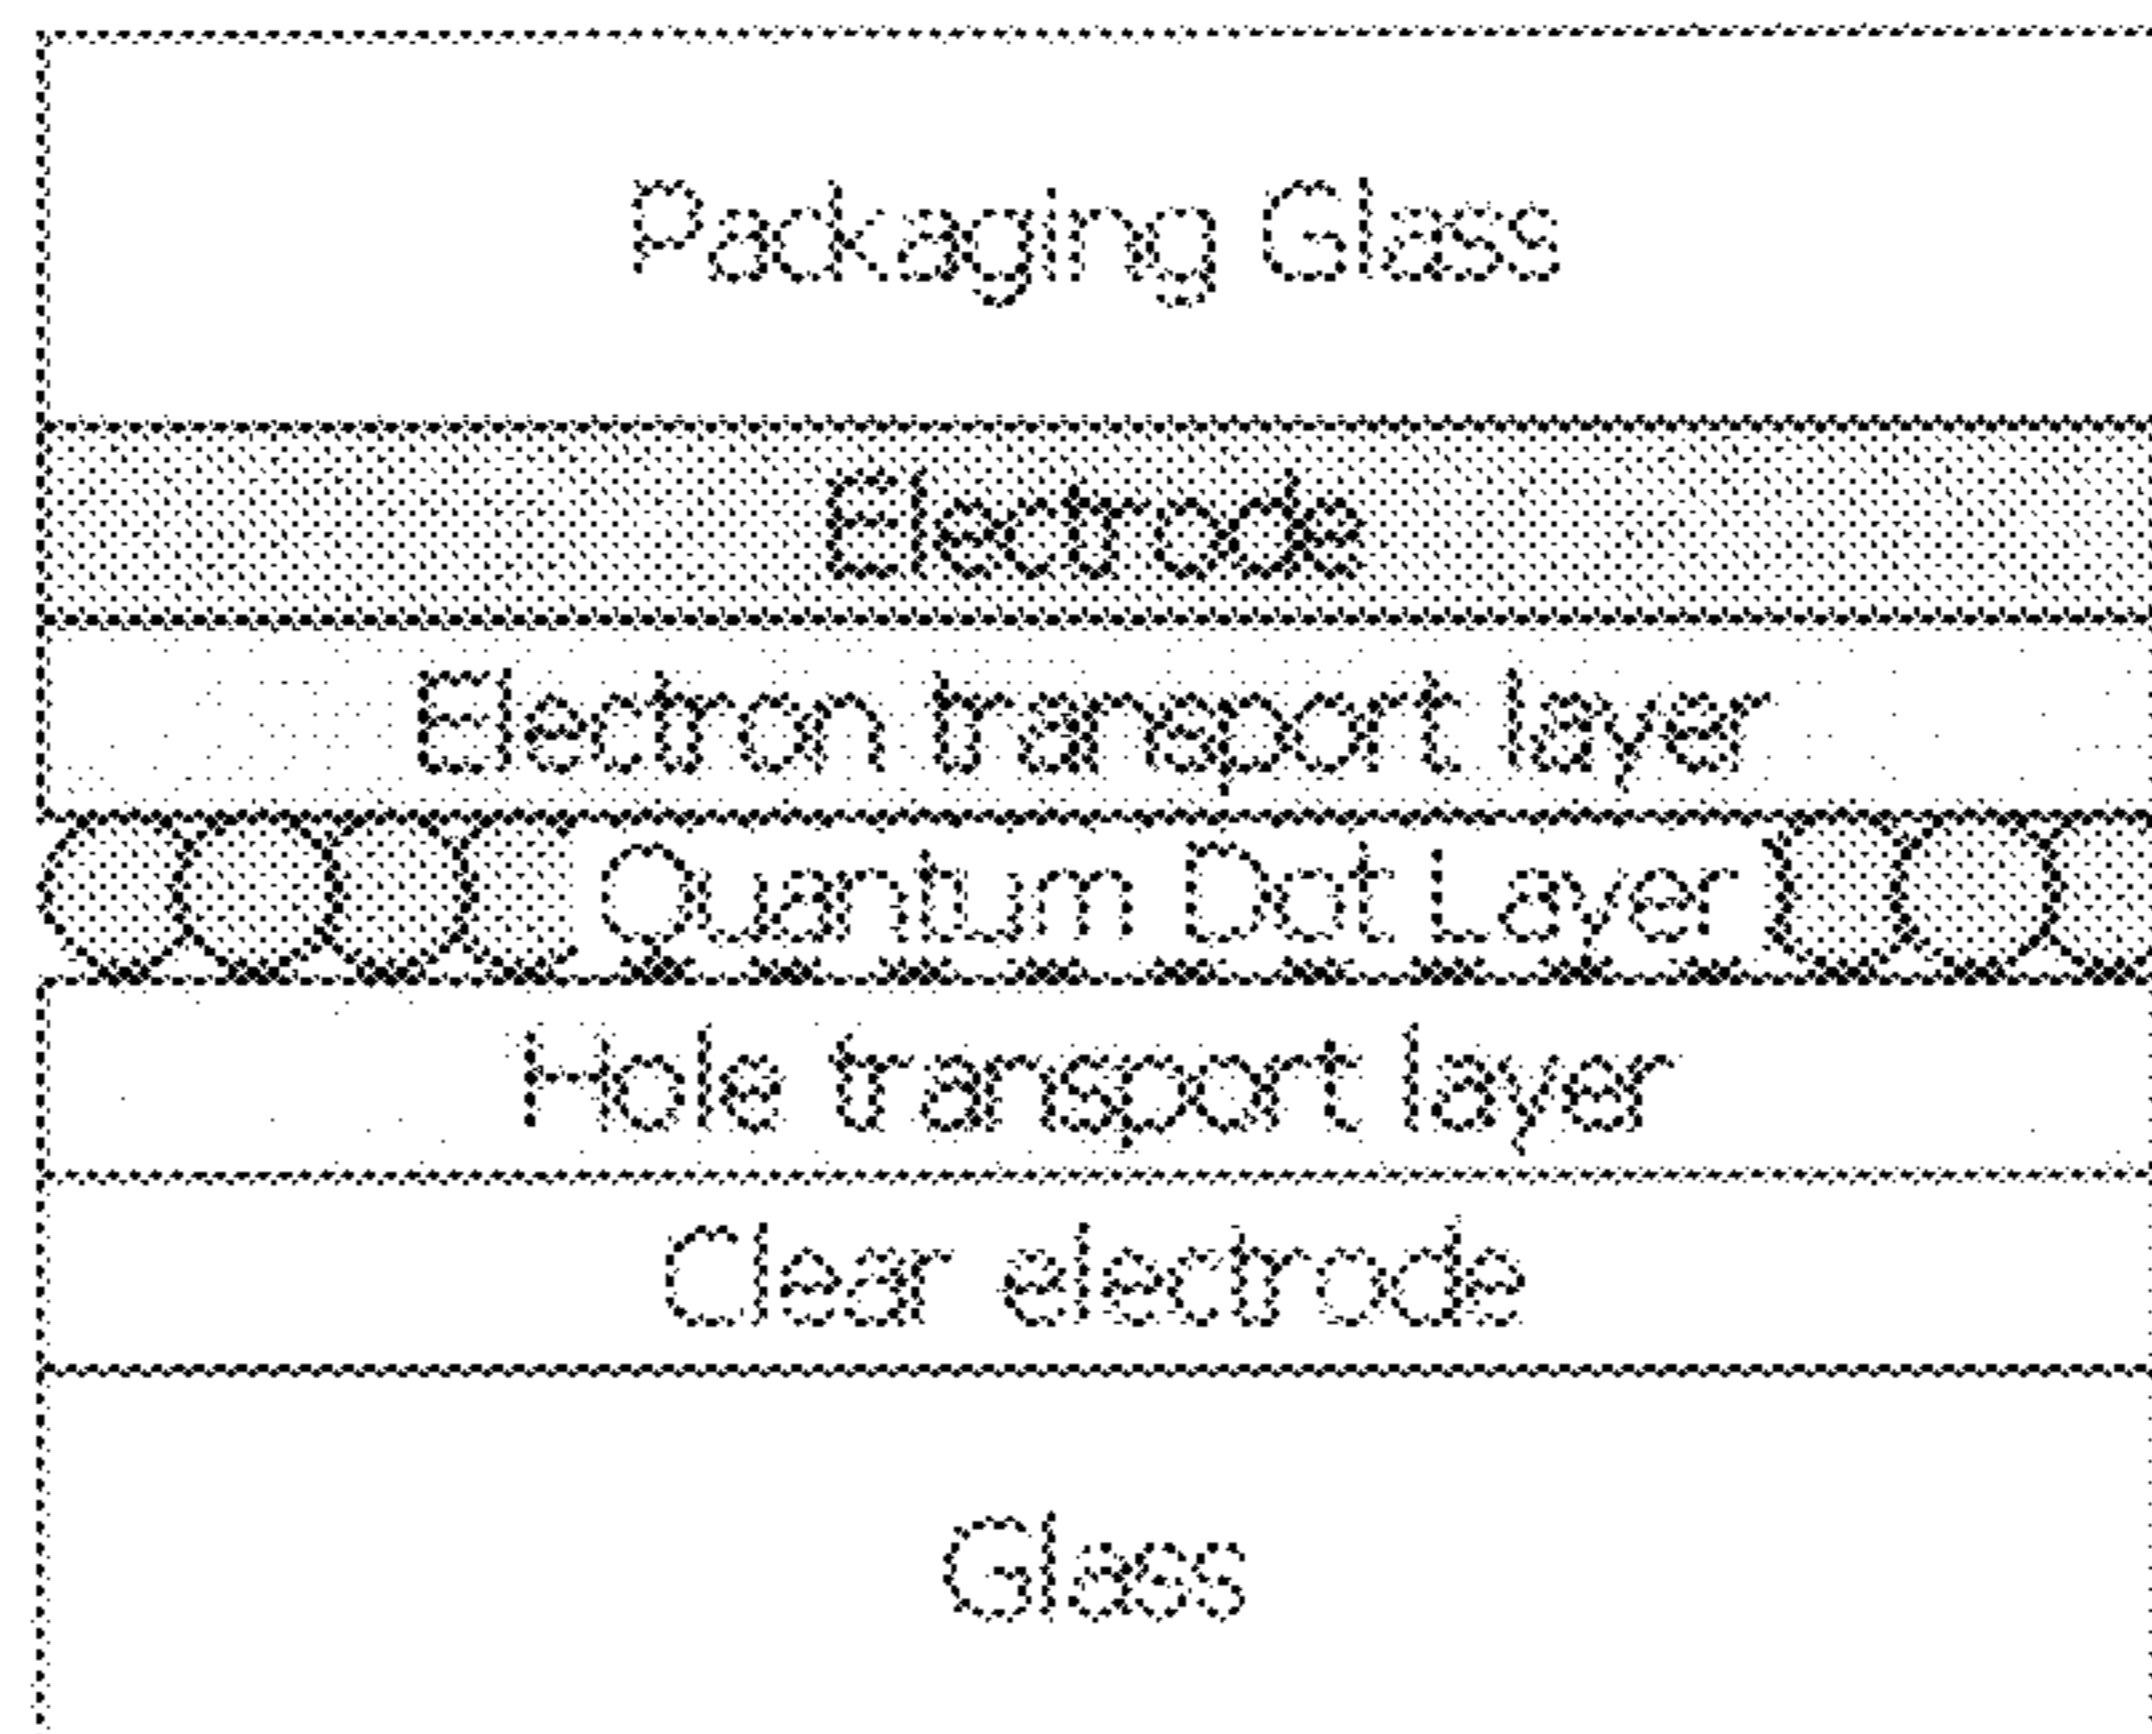 Packaging Glass
Electrode
Electron transport layer
Quantum Dot Layer
Hole transport layer
Clear electrode
Glass